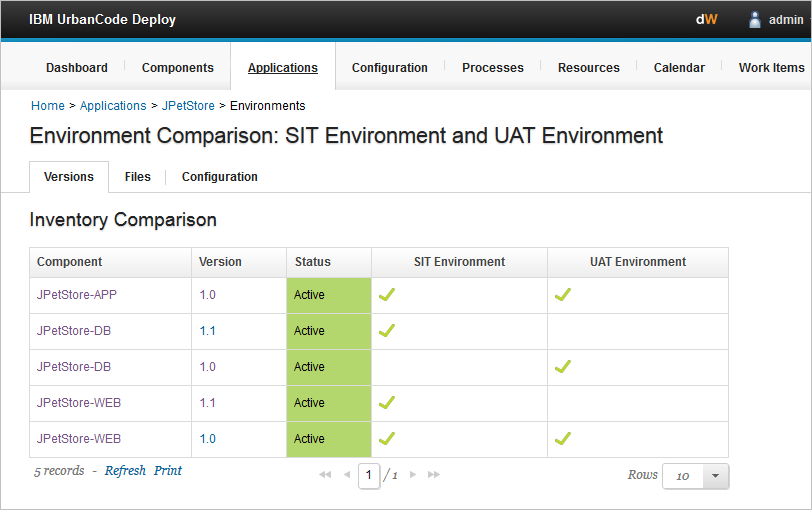 IBM UrbanCode Deploy dW admin
Dashboard Components Applications Configuration Processes Resources Calendar Work Items
Home > Applications > JPetStore > Environments
Environment Comparison: SIT Environment and UAT Environment
Versions Files Configuration
Inventory Comparison
Component Version Status SIT Environment UAT Environment
JPetStore-APP 1.0 Active
JPetStore-DB 1.1 Active
JPetStore-DB 1.0 Active
JPetStore-WEB 1.1 Active
JPetStore-WEB 1.0 Active
5 records - Refresh Print 1 / 1 Rows 10